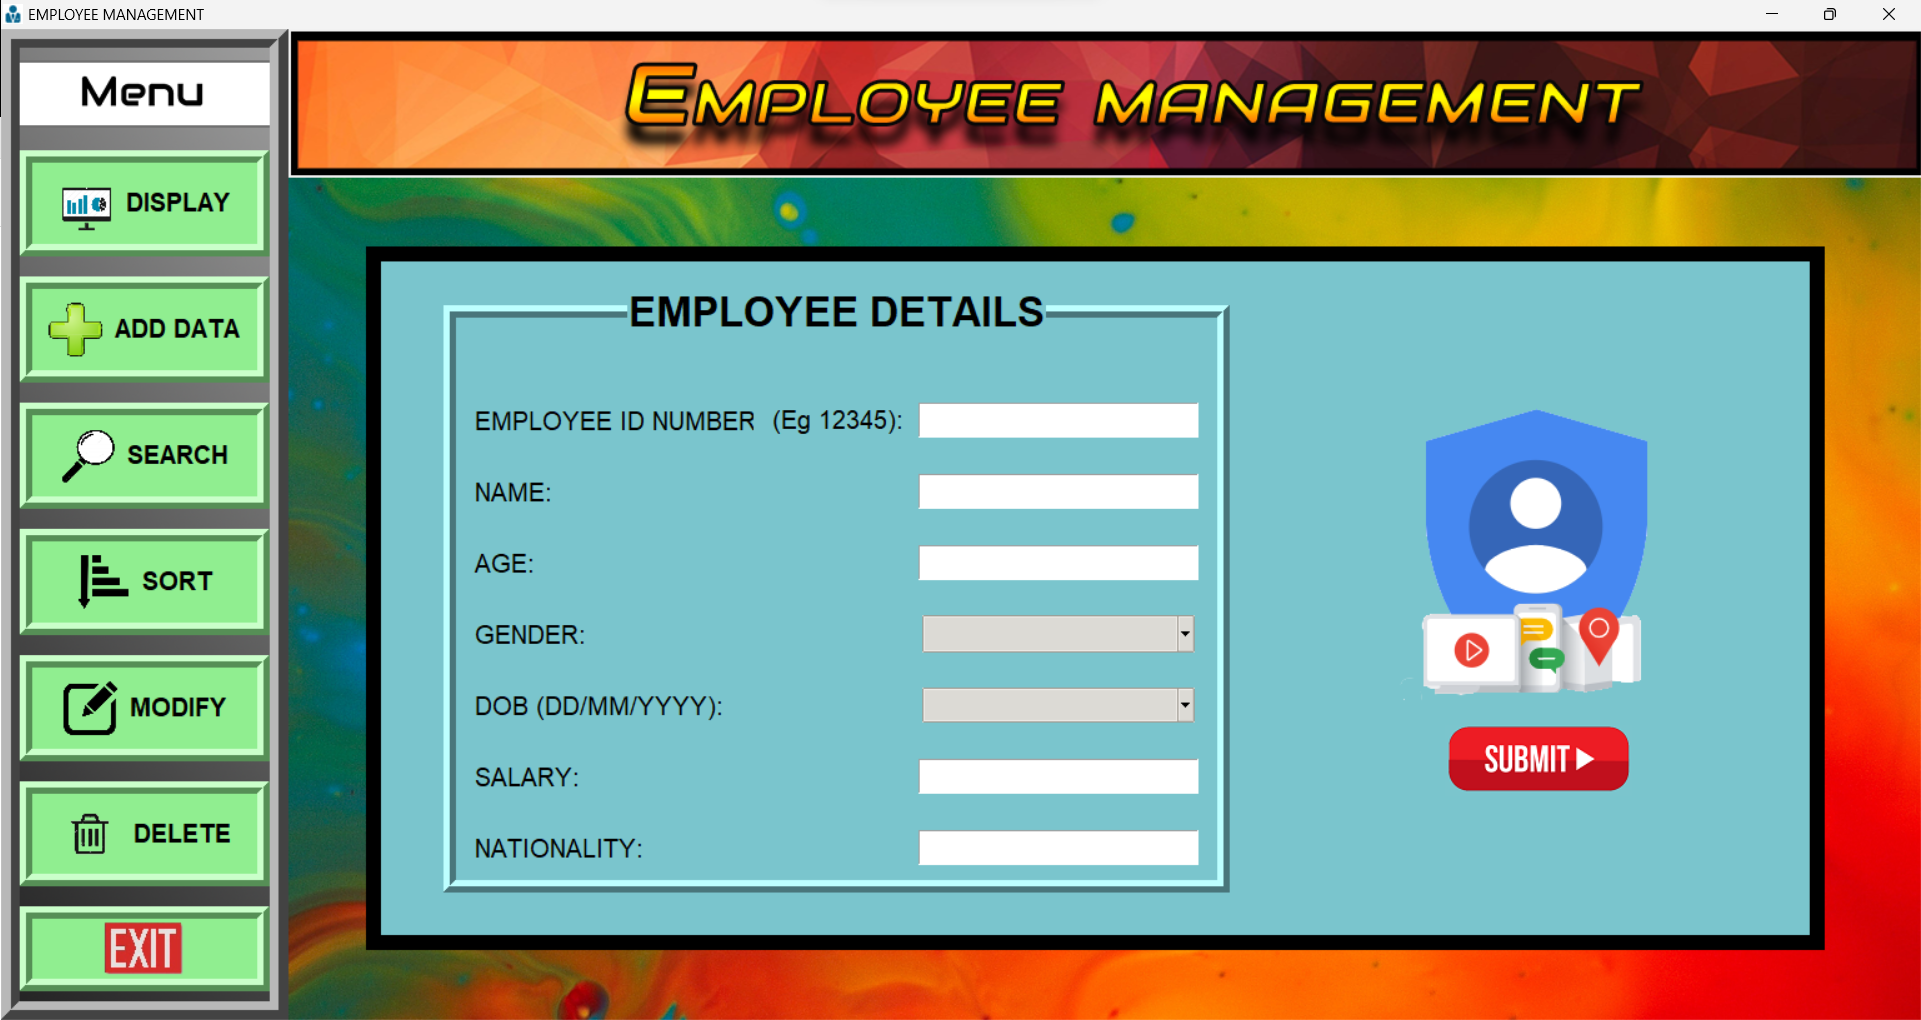 EMPLOYEE MANAGEMENT
Menu
DISPLAY
ADD DATA
SEARCH
SORT
MODIFY
DELETE
EXIT
EMPLOYEE MANAGEMENT
EMPLOYEE DETAILS
EMPLOYEE ID NUMBER (Eg 12345):
NAME:
AGE:
GENDER:
DOB (DD/MM/YYYY):
SALARY:
NATIONALITY:
SUBMIT